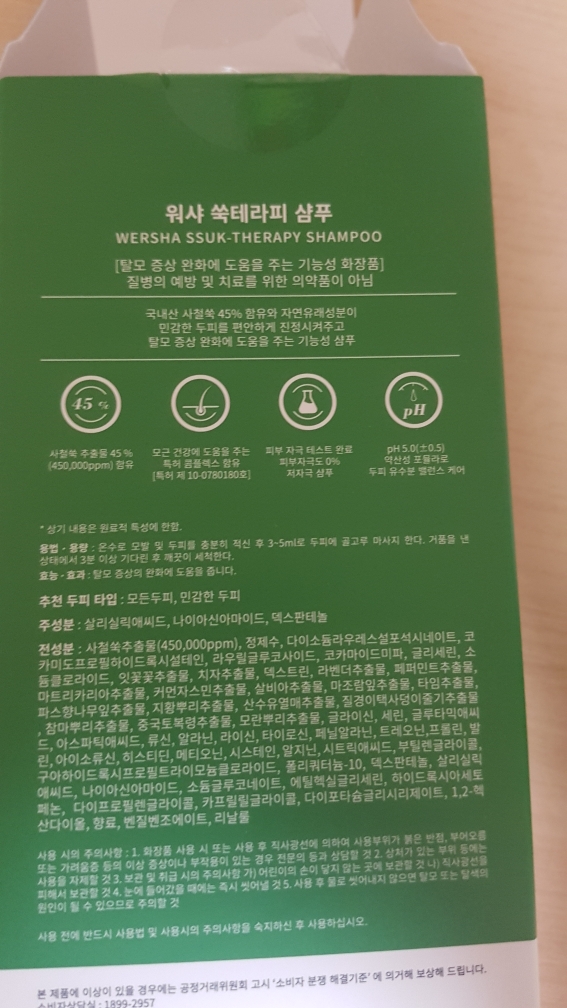 워샤 쑥테라피 샴푸
WERSHA SSUK-THERAPY SHAMPOO
[탈모 증상 완화에 도움을 주는 기능성 화장품]
질병의 예방 및 치료를 위한 의약품이 아님
국내산 사철쑥 45% 함유와 자연유래성분이
민감한 두피를 편안하게 진정시켜주고
탈모 증상 완화에 도움을 주는 기능성 샴푸
45 %
사철쑥 추출물 45%
(450,000ppm) 함유
모근 건강에 도움을 주는
특허 콤플렉스 함유
[특허 제 10-0780180호]
피부 자극 테스트 완료
피부자극도 0%
저자극 샴푸
pH
pH 5.0(±0.5)
약산성 포뮬라로
두피 유수분 밸런스 케어
* 상기 내용은 원료적 특성에 한함.
용법 - 용량 : 온수로 모발 및 두피를 충분히 적신 후 3~5ml로 두피에 골고루 마사지 한다. 거품을 낸
상태에서 3분 이상 기다린 후 깨끗이 세척한다.
효능 - 효과 : 탈모 증상의 완화에 도움을 줍니다.
추천 두피 타입 : 모든두피, 민감한 두피
주성분 : 살리실릭애씨드, 나이아신아마이드, 덱스판테놀
전성분 : 사철쑥추출물(450,000ppm), 정제수, 다이소듐라우레스설포석시네이트, 코
카미도프로필하이드록시설테인, 라우릴글루코사이드, 코카마이드미파, 글리세린, 소
듐클로라이드, 잇꽃꽃추출물, 치자추출물, 덱스트린, 라벤더추출물, 페퍼민트추출물,
마트리카리아추출물, 커먼자스민추출물, 살비아추출물, 마조람잎추출물, 타임추출물,
파스향나무잎추출물, 지황뿌리추출물, 산수유열매추출물, 질경이택사덩이줄기추출물
, 참마뿌리추출물, 중국토복령추출물, 모란뿌리추출물, 글라이신, 세린, 글루타믹애씨
드, 아스파틱애씨드, 류신, 알라닌, 라이신, 타이로신, 페닐알라닌, 트레오닌,프롤린, 발
린, 아이소류신, 히스티딘, 메티오닌, 시스테인, 알지닌, 시트릭애씨드, 부틸렌글라이콜,
구아하이드록시프로필트라이모늄클로라이드, 폴리쿼터늄-10, 덱스판테놀, 살리실릭
애씨드, 나이아신아마이드, 소듐글루코네이트, 에틸헥실글리세린, 하이드록시아세토
페논, 다이프로필렌글라이콜, 카프릴릴글라이콜, 다이포타슘글리시리제이트, 1,2-헥
산다이올, 향료, 벤질벤조에이트, 리날룰
사용 시의 주의사항 : 1. 화장품 사용 시 또는 사용 후 직사광선에 의하여 사용부위가 붉은 반점, 부어오름
또는 가려움증 등의 이상 증상이나 부작용이 있는 경우 전문의 등과 상담할 것 2. 상처가 있는 부위 등에는
사용을 자제할 것 3. 보관 및 취급 시의 주의사항 가) 어린이의 손이 닿지 않는 곳에 보관할 것 나) 직사광선을
피해서 보관할 것 4. 눈에 들어갔을 때에는 즉시 씻어낼 것 5. 사용 후 물로 씻어내지 않으면 탈모 또는 탈색의
원인이 될 수 있으므로 주의할 것
사용 전에 반드시 사용법 및 사용시의 주의사항을 숙지하신 후 사용하십시오.
본 제품에 이상이 있을 경우에는 공정거래위원회 고시 '소비자 분쟁 해결기준' 에 의거해 보상해 드립니다.
소비자상담실 : 1899-2957